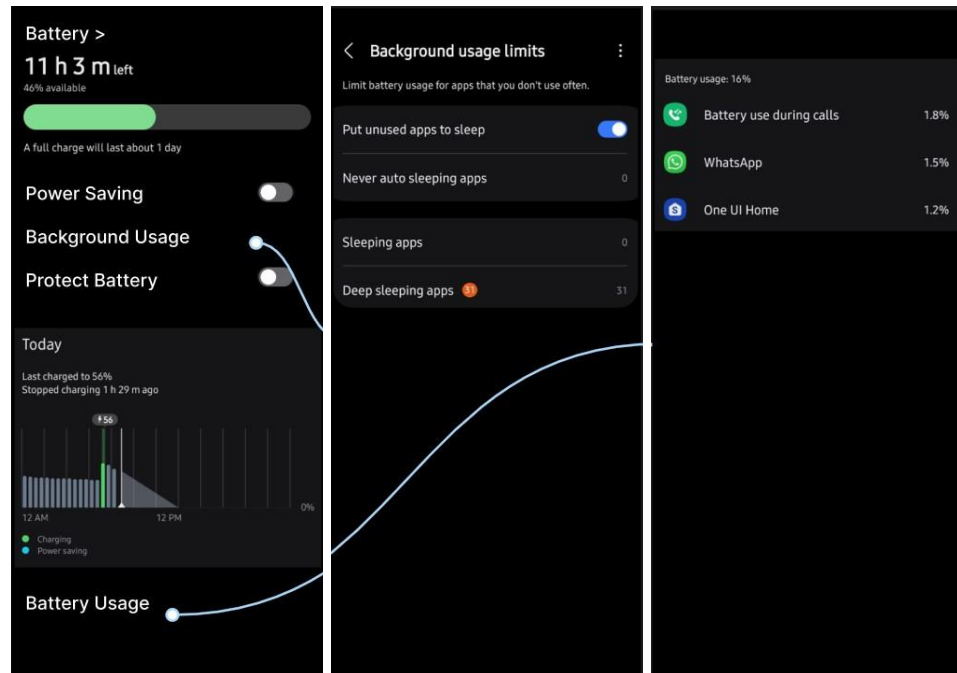 Battery >
11 h 3 m left
46% available
A full charge will last about 1 day
Power Saving
Background Usage
Protect Battery
Today
Last charged to 56%
Stopped charging 1 h 29 m ago
56
0%
12 AM 12 PM
Charging
Power saving
Battery Usage
Background usage limits
Limit battery usage for apps that you don't use often.
Put unused apps to sleep
Never auto sleeping apps 0
Sleeping apps 0
Deep sleeping apps 31 31
Battery usage: 16%
Battery use during calls 1.8%
WhatsApp 1.5%
S One UI Home 1.2%